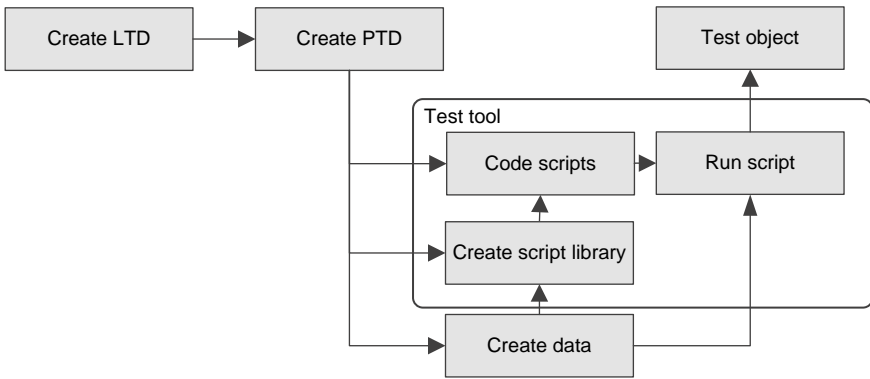 Create LTD
Create PTD
Test object
Test tool
Code scripts
Run script
Create script library
Create data